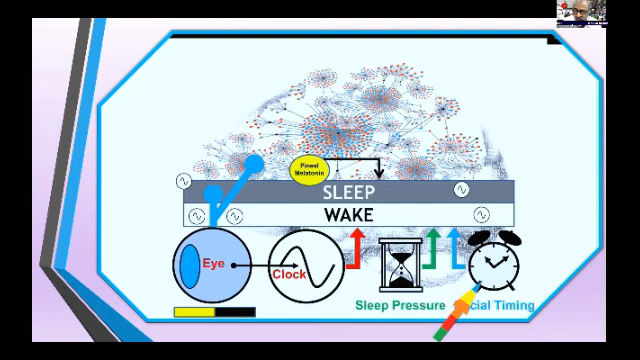 Pineal
Melatonin
SLEEP
WAKE
Eye
Clock
Sleep Pressure
cial Timing